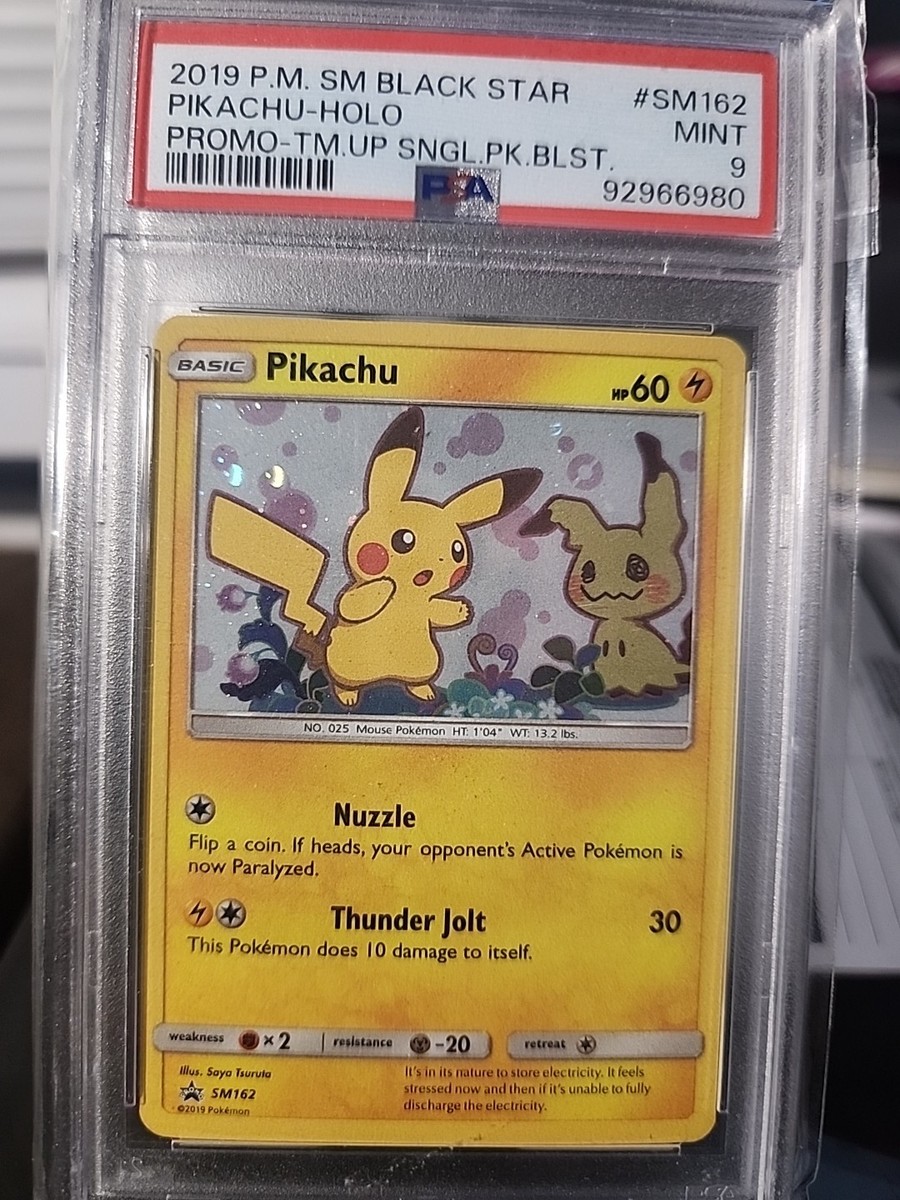 2019 P.M. SM BLACK STAR #SM162
PIKACHU-HOLO MINT
PROMO-TM.UP SNGL.PK.BLST. 9
PSA 92966980
BASIC Pikachu HP60
NO. 025 Mouse Pokémon HT: 1'04" WT: 13.2 lbs.
Nuzzle
Flip a coin. If heads, your opponent's Active Pokémon is
now Paralyzed.
Thunder Jolt 30
This Pokémon does 10 damage to itself.
weakness ×2 resistance -20 retreat
Illus. Saya Tsuruta
SM162
©2019 Pokémon
It's in its nature to store electricity. It feels
stressed now and then if it's unable to fully
discharge the electricity.